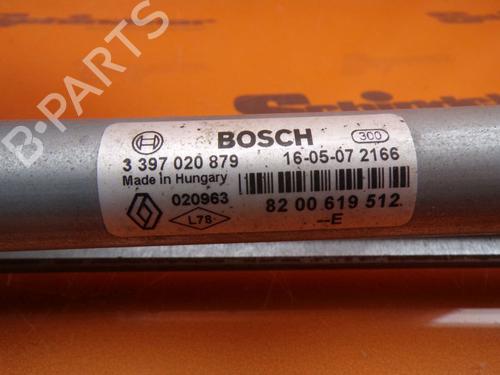 B-PARTS
BOSCH 300
3 397 020 879 16-05-07 2166
Made in Hungary
020963 82 00 619 512
L78 --E